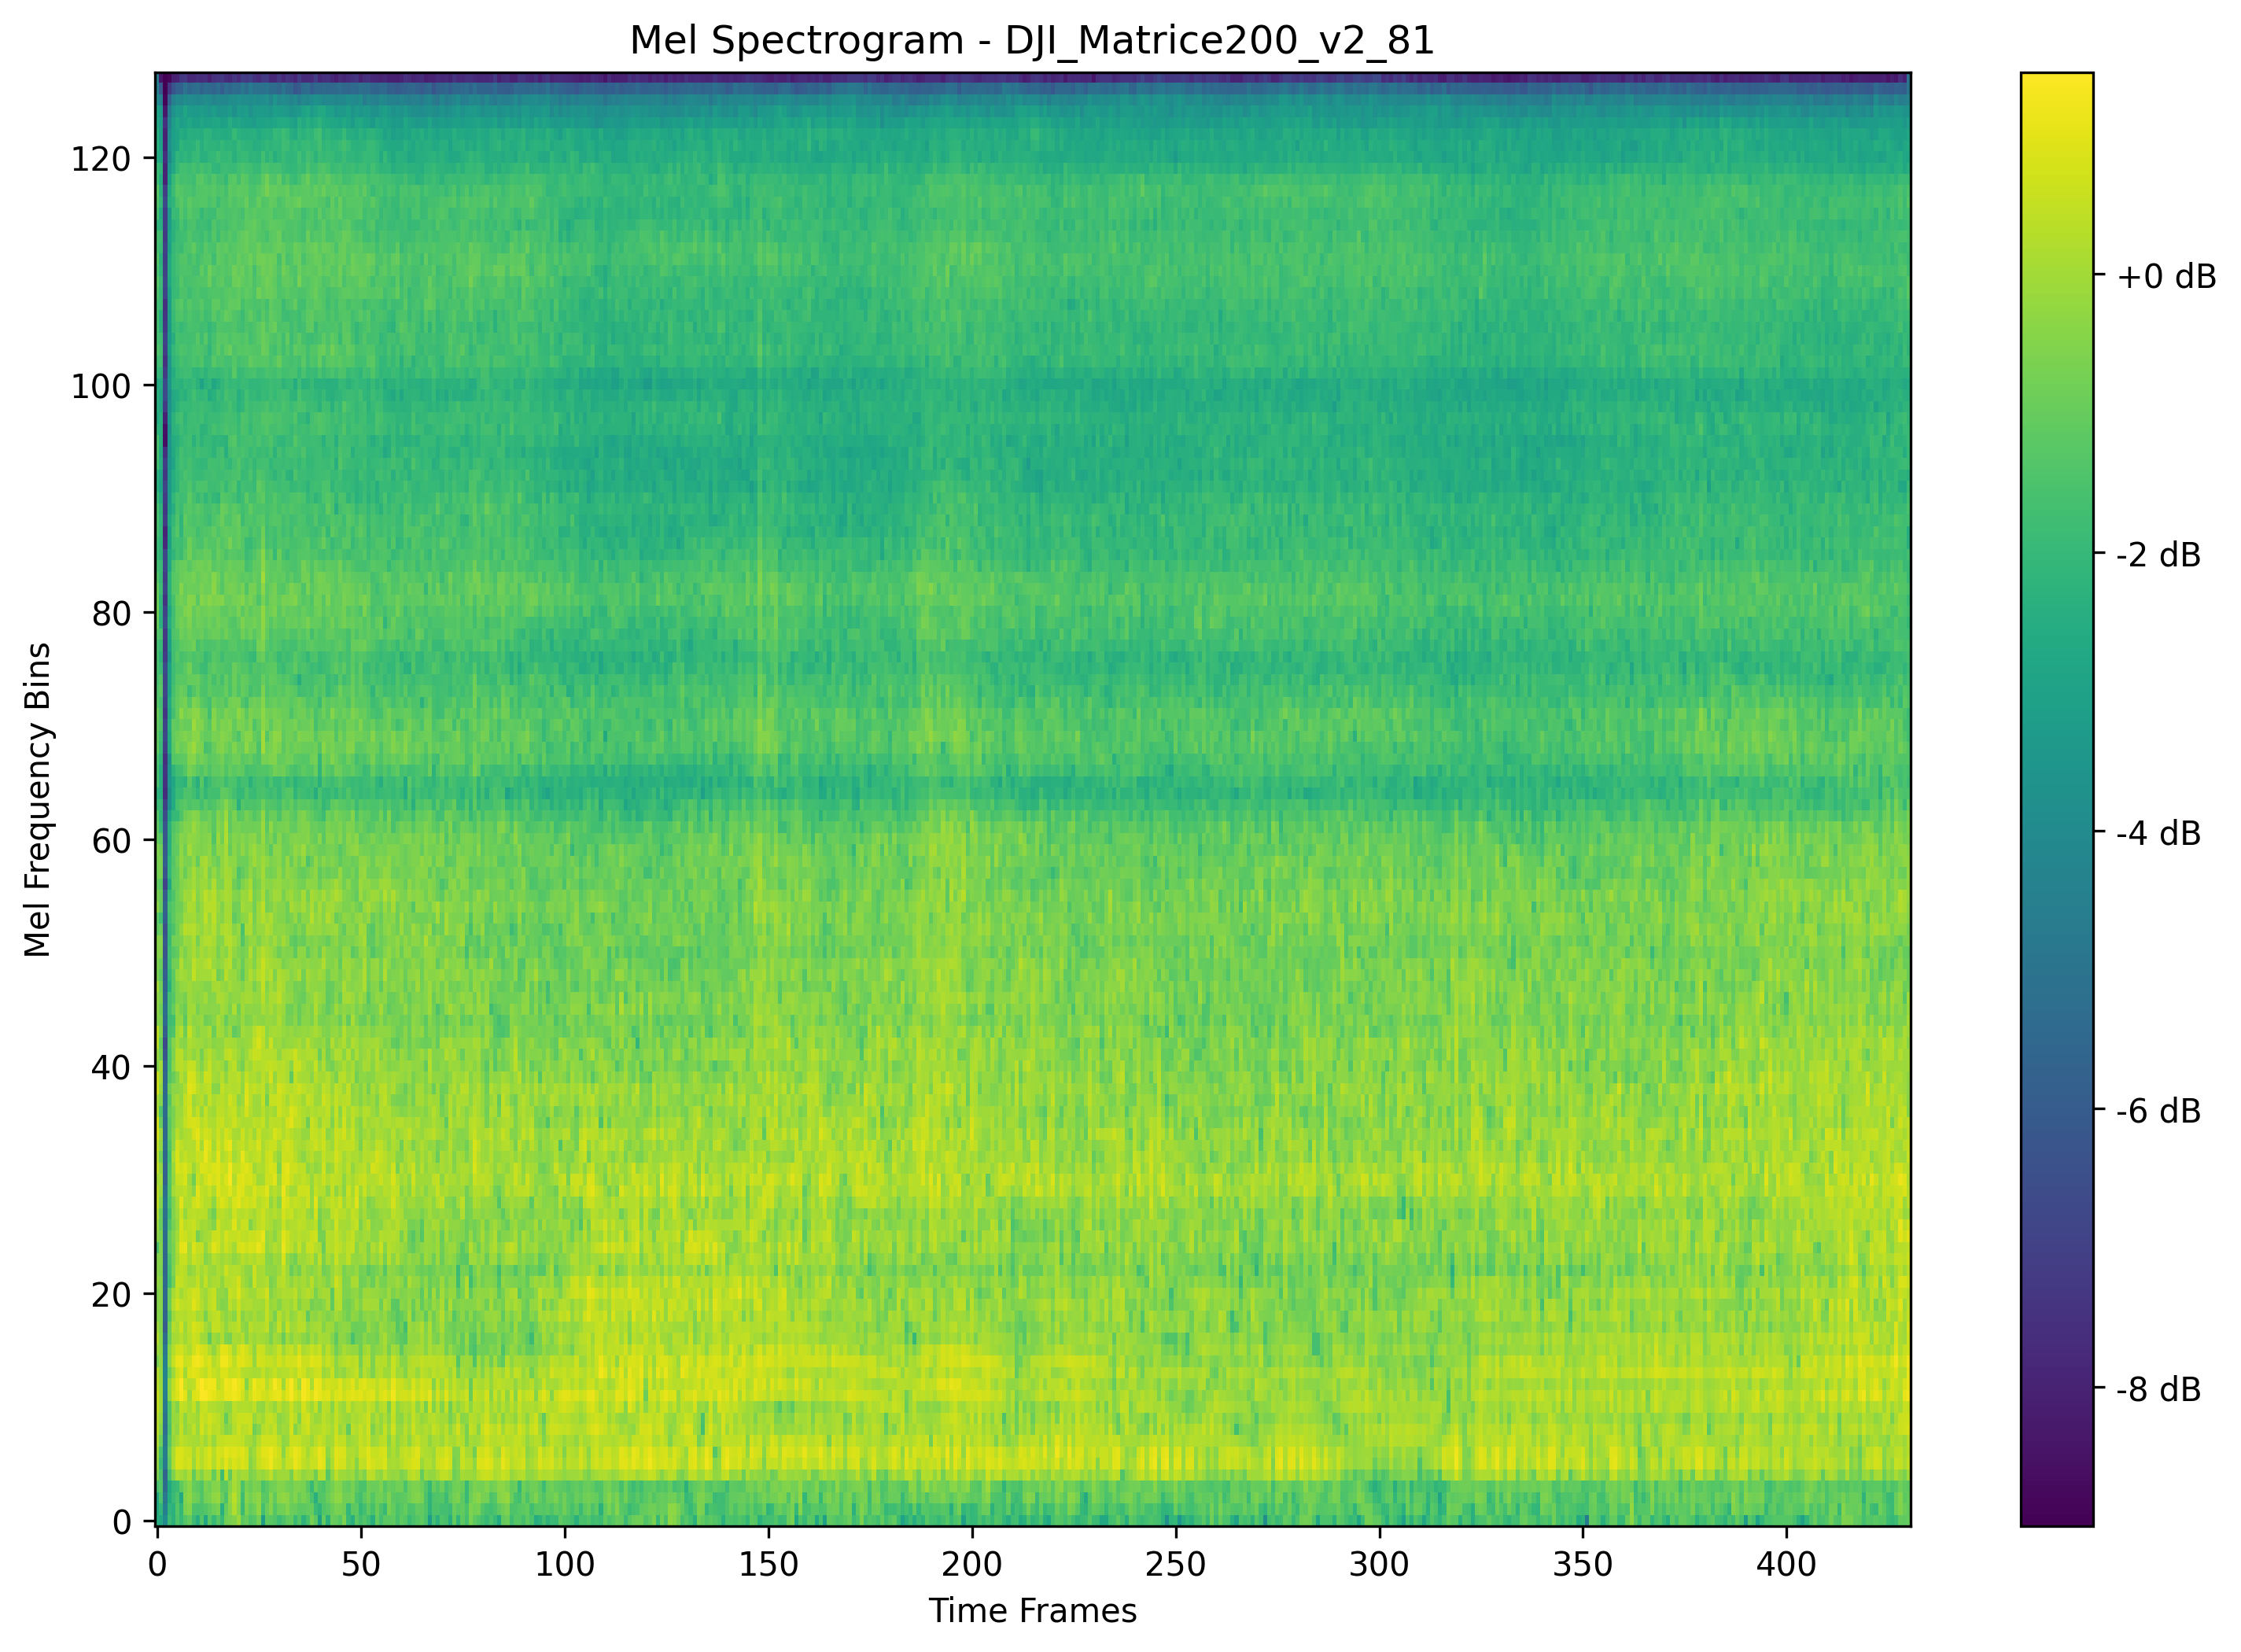 Mel Spectrogram - DJI_Matrice200_v2_81
120
100
80
60
40
20
0
Mel Frequency Bins
0 50 100 150 200 250 300 350 400
Time Frames
+0 dB
-2 dB
-4 dB
-6 dB
-8 dB